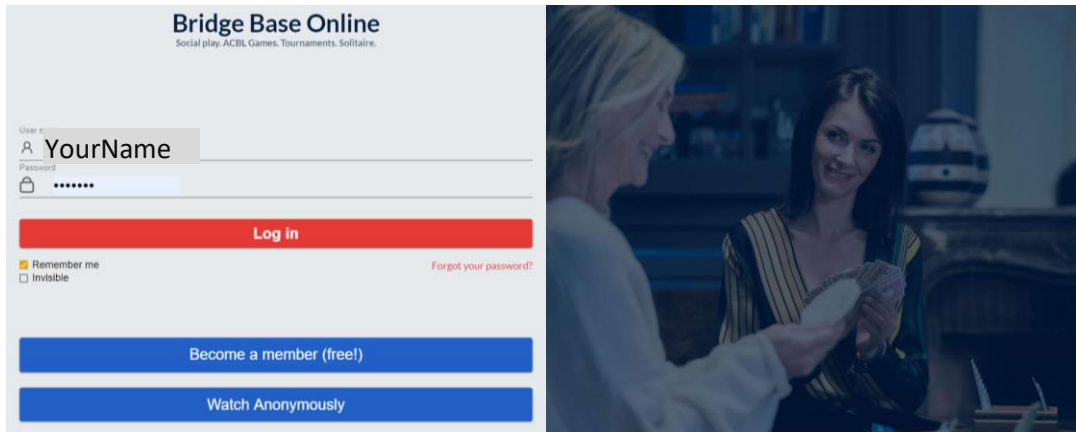 Bridge Base Online
Social play. ACBL Games. Tournaments. Solitaire.
User
YourName
Password
Log in
Remember me
Forgot your password?
Invisible
Become a member (free!)
Watch Anonymously